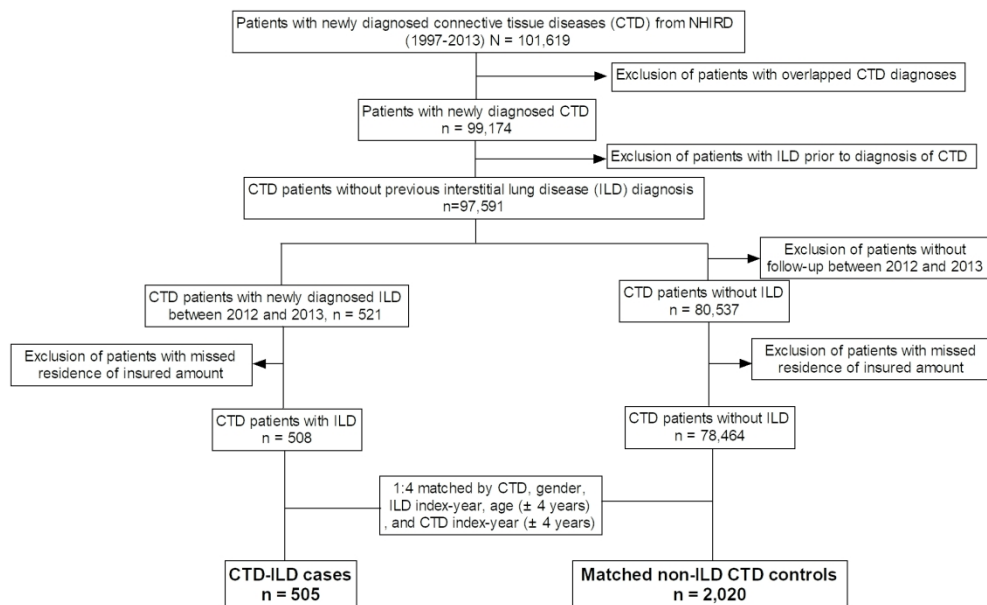 Patients with newly diagnosed connective tissue diseases (CTD) from NHIRD
(1997-2013) N = 101,619
Exclusion of patients with overlapped CTD diagnoses
Patients with newly diagnosed CTD
n = 99,174
Exclusion of patients with ILD prior to diagnosis of CTD
CTD patients without previous interstitial lung disease (ILD) diagnosis
n=97,591
Exclusion of patients without
follow-up between 2012 and 2013
CTD patients with newly diagnosed ILD
between 2012 and 2013, n = 521
CTD patients without ILD
n = 80,537
Exclusion of patients with missed
residence of insured amount
Exclusion of patients with missed
residence of insured amount
CTD patients with ILD
n = 508
CTD patients without ILD
n = 78,464
1:4 matched by CTD, gender,
ILD index-year, age (± 4 years)
, and CTD index-year (± 4 years)
CTD-ILD cases
n = 505
Matched non-ILD CTD controls
n = 2,020